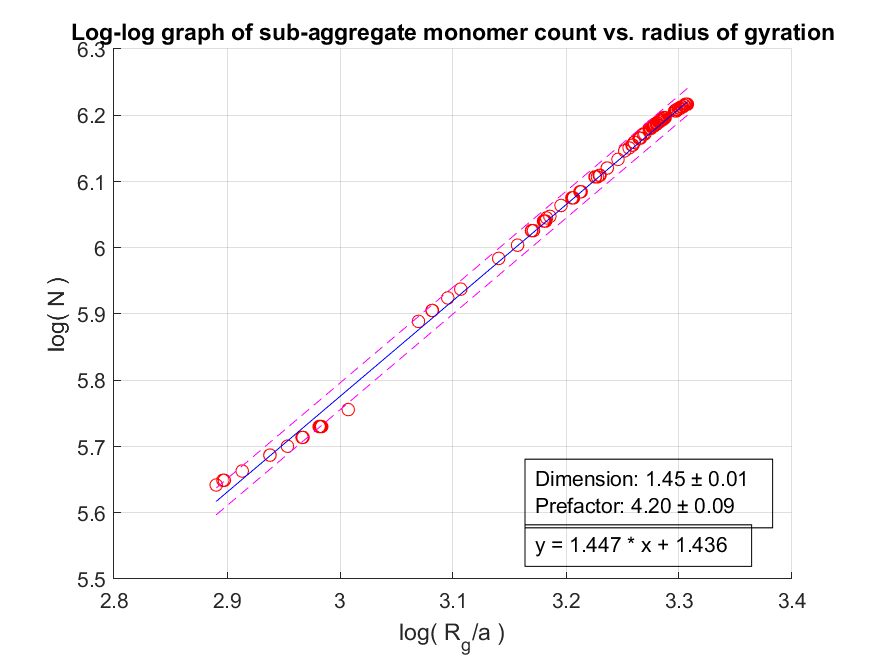 Log-log graph of sub-aggregate monomer count vs. radius of gyration
6.3
6.2
6.1
6
5.9
5.8
5.7
5.6
5.5
log( N )
Dimension: 1.45 ± 0.01
Prefactor: 4.20 ± 0.09
y = 1.447 * x + 1.436
2.8 2.9 3 3.1 3.2 3.3 3.4
log( R_g/a )